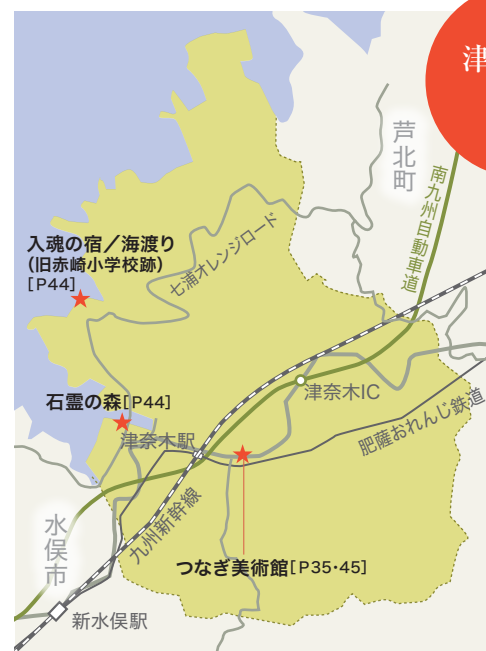 津
芦北町
南九州自動車道
入魂の宿／海渡り
(旧赤崎小学校跡)
[P44]
七浦オレンジロード
石霊の森[P44]
津奈木IC
津奈木駅
肥薩おれんじ鉄道
九州新幹線
水俣市
つなぎ美術館[P35・45]
新水俣駅